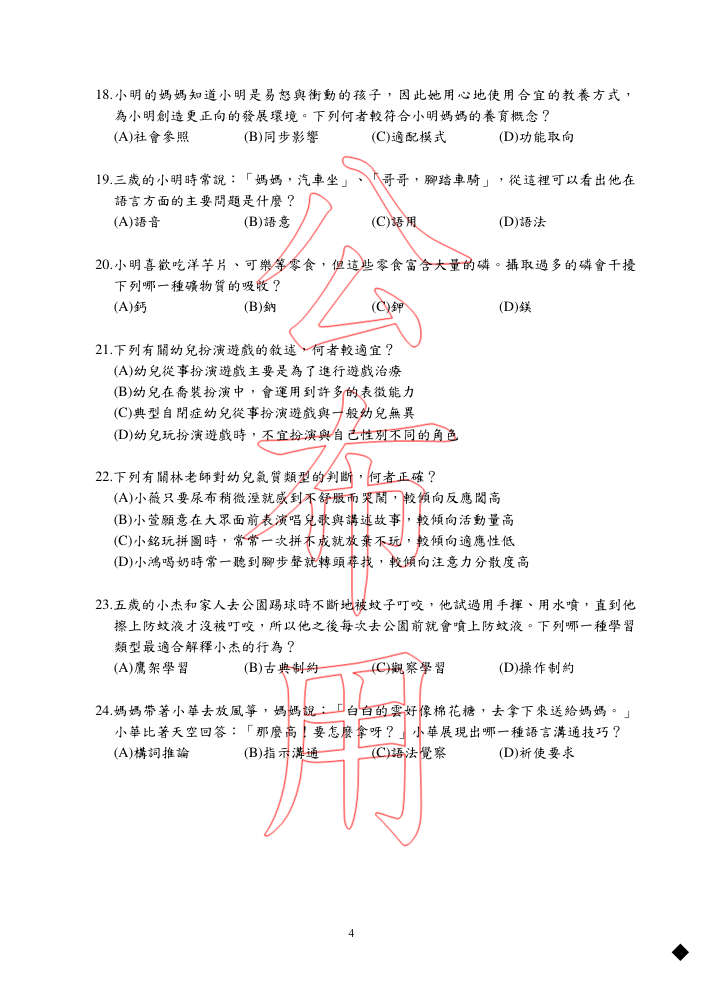 18.小明的媽媽知道小明是易怒與衝動的孩子，因此她用心地使用合宜的教養方式，
為小明創造更正向的發展環境。下列何者較符合小明媽媽的養育概念？
(A)社會參照 (B)同步影響 (C)適配模式 (D)功能取向
19.三歲的小明時常說：「媽媽，汽車坐」、「哥哥，腳踏車騎」，從這裡可以看出他在
語言方面的主要問題是什麼？
(A)語音 (B)語意 (C)語用 (D)語法
20.小明喜歡吃洋芋片、可樂等零食，但這些零食富含大量的磷。攝取過多的磷會干擾
下列哪一種礦物質的吸收？
(A)鈣 (B)鈉 (C)鉀 (D)鎂
21.下列有關幼兒扮演遊戲的敘述，何者較適宜？
(A)幼兒從事扮演遊戲主要是為了進行遊戲治療
(B)幼兒在喬裝扮演中，會運用到許多的表徵能力
(C)典型自閉症幼兒從事扮演遊戲與一般幼兒無異
(D)幼兒玩扮演遊戲時，不宜扮演與自己性別不同的角色
22.下列有關林老師對幼兒氣質類型的判斷，何者正確？
(A)小薇只要尿布稍微溼就感到不舒服而哭鬧，較傾向反應閾高
(B)小萱願意在大眾面前表演唱兒歌與講述故事，較傾向活動量高
(C)小銘玩拼圖時，常常一次拼不成就放棄不玩，較傾向適應性低
(D)小鴻喝奶時常一聽到腳步聲就轉頭尋找，較傾向注意力分散度高
23.五歲的小杰和家人去公園踢球時不斷地被蚊子叮咬，他試過用手揮、用水噴，直到他
擦上防蚊液才沒被叮咬，所以他之後每次去公園前就會噴上防蚊液。下列哪一種學習
類型最適合解釋小杰的行為？
(A)鷹架學習 (B)古典制約 (C)觀察學習 (D)操作制約
24.媽媽帶著小華去放風箏，媽媽說：「白白的雲好像棉花糖，去拿下來送給媽媽。」
小華比著天空回答：「那麼高！要怎麼拿呀？」小華展現出哪一種語言溝通技巧？
(A)構詞推論 (B)指示溝通 (C)語法覺察 (D)祈使要求
公布用
4